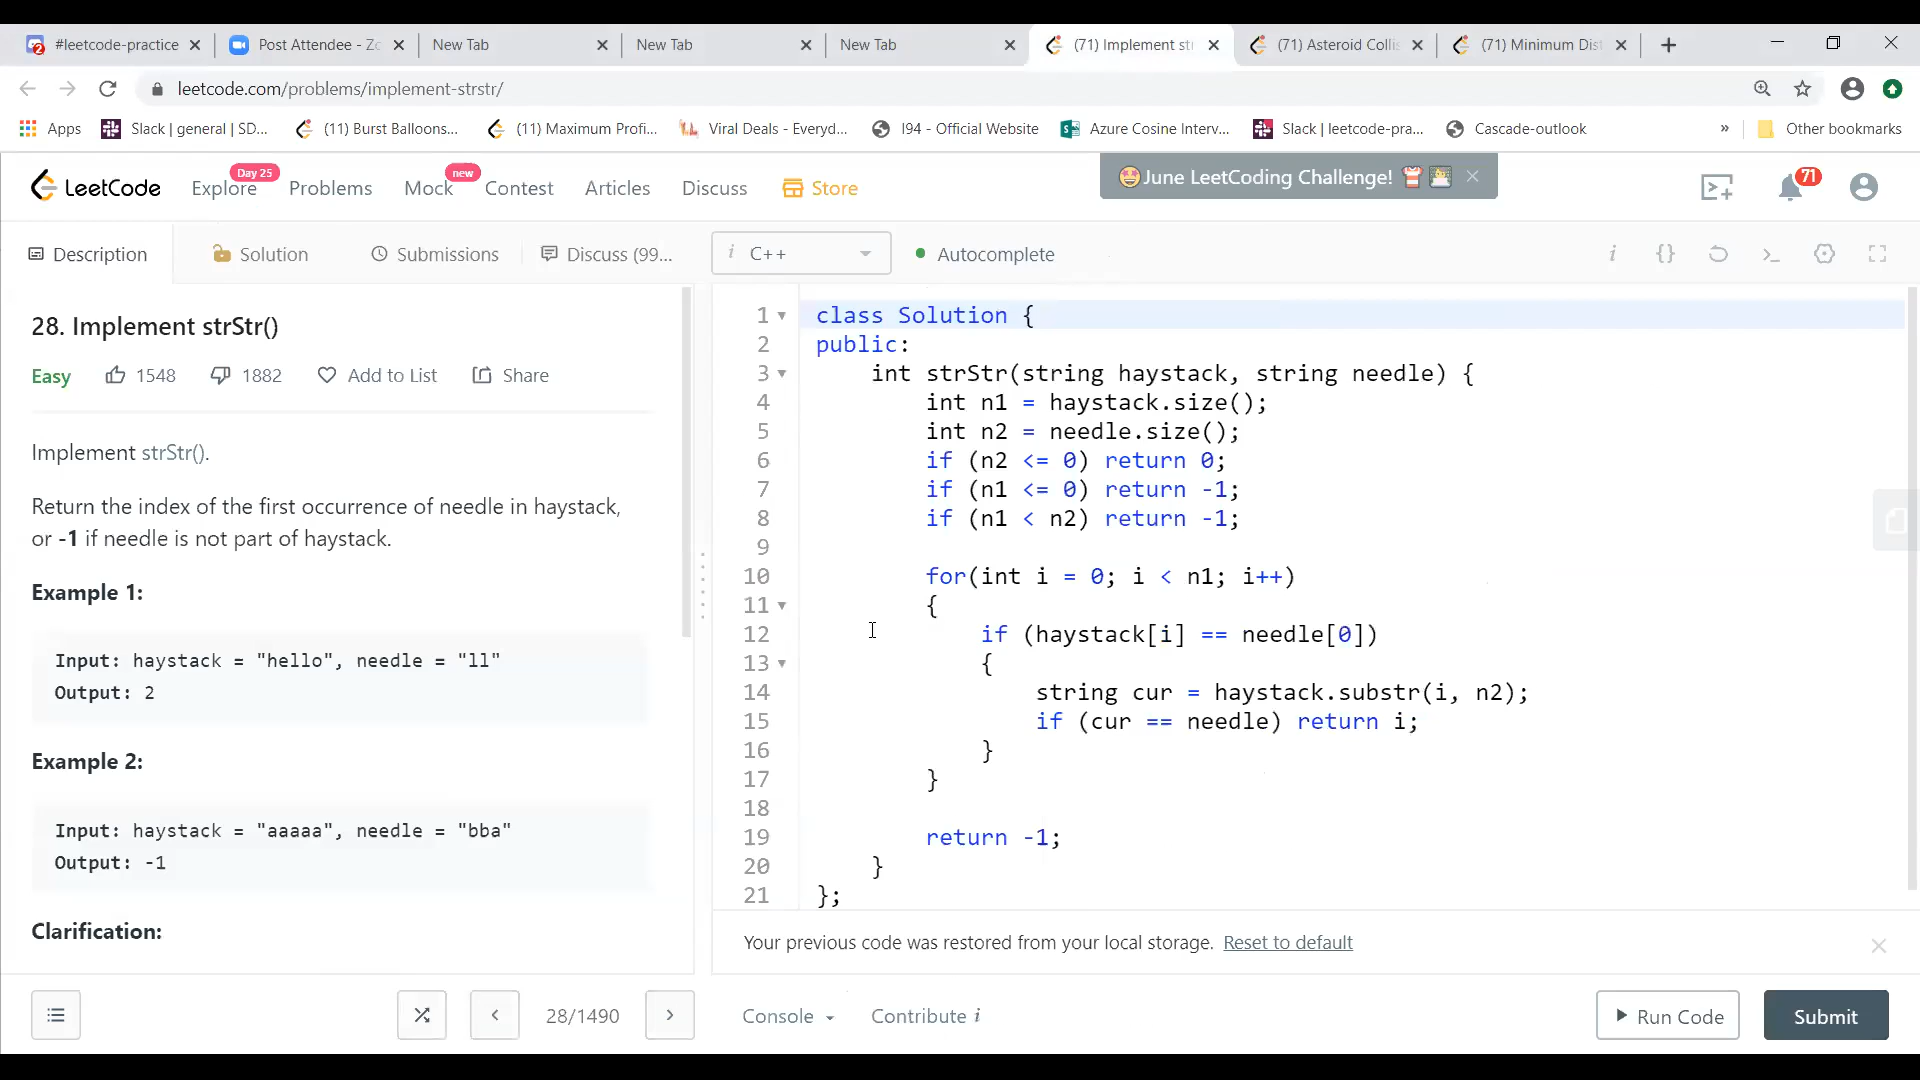 #leetcode-practice
Post Attendee - Zo
New Tab
New Tab
New Tab
(71) Implement str
(71) Asteroid Collis
(71) Minimum Dist
leetcode.com/problems/implement-strstr/
Apps
Slack | general | SD...
(11) Burst Balloons...
(11) Maximum Profi...
Viral Deals - Everyd...
I94 - Official Website
Azure Cosine Interv...
Slack | leetcode-pra...
Cascade-outlook
»
Other bookmarks
LeetCode
Explore
Day 25
Problems
Mock
new
Contest
Articles
Discuss
Store
June LeetCoding Challenge!
71
Description
Solution
Submissions
Discuss (99...
i C++
Autocomplete
28. Implement strStr()
Easy
1548
1882
Add to List
Share
Implement strStr().
Return the index of the first occurrence of needle in haystack,
or -1 if needle is not part of haystack.
Example 1:
Input: haystack = "hello", needle = "ll"
Output: 2
Example 2:
Input: haystack = "aaaaa", needle = "bba"
Output: -1
Clarification:
1 class Solution {
2 public:
3 int strStr(string haystack, string needle) {
4 int n1 = haystack.size();
5 int n2 = needle.size();
6 if (n2 <= 0) return 0;
7 if (n1 <= 0) return -1;
8 if (n1 < n2) return -1;
9
10 for(int i = 0; i < n1; i++)
11 {
12 if (haystack[i] == needle[0])
13 {
14 string cur = haystack.substr(i, n2);
15 if (cur == needle) return i;
16 }
17 }
18
19 return -1;
20 }
21 };
Your previous code was restored from your local storage. Reset to default
28/1490
Console
Contribute i
Run Code
Submit